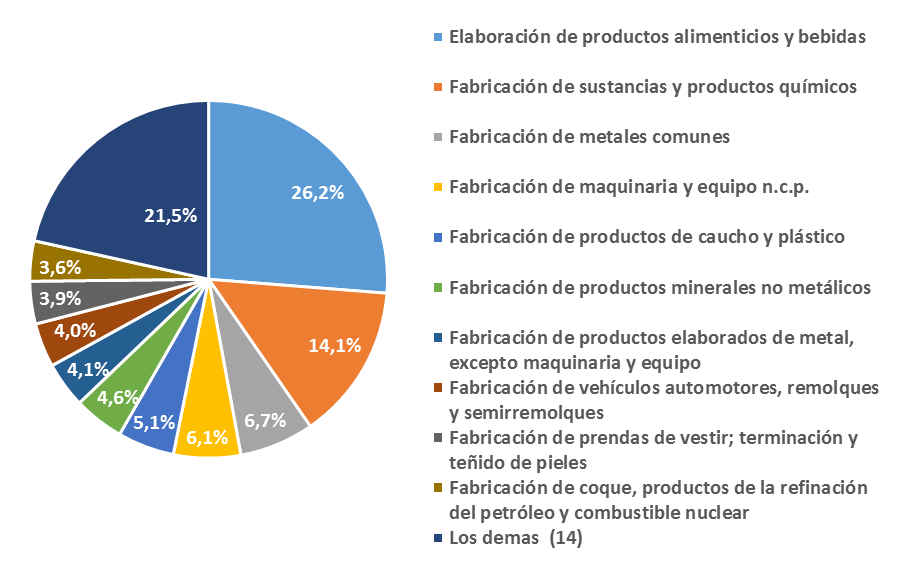 26,2%
14,1%
6,7%
6,1%
5,1%
4,6%
4,1%
4,0%
3,9%
3,6%
21,5%
Elaboración de productos alimenticios y bebidas
Fabricación de sustancias y productos químicos
Fabricación de metales comunes
Fabricación de maquinaria y equipo n.c.p.
Fabricación de productos de caucho y plástico
Fabricación de productos minerales no metálicos
Fabricación de productos elaborados de metal,
excepto maquinaria y equipo
Fabricación de vehículos automotores, remolques
y semirremolques
Fabricación de prendas de vestir; terminación y
teñido de pieles
Fabricación de coque, productos de la refinación
del petróleo y combustible nuclear
Los demas (14)